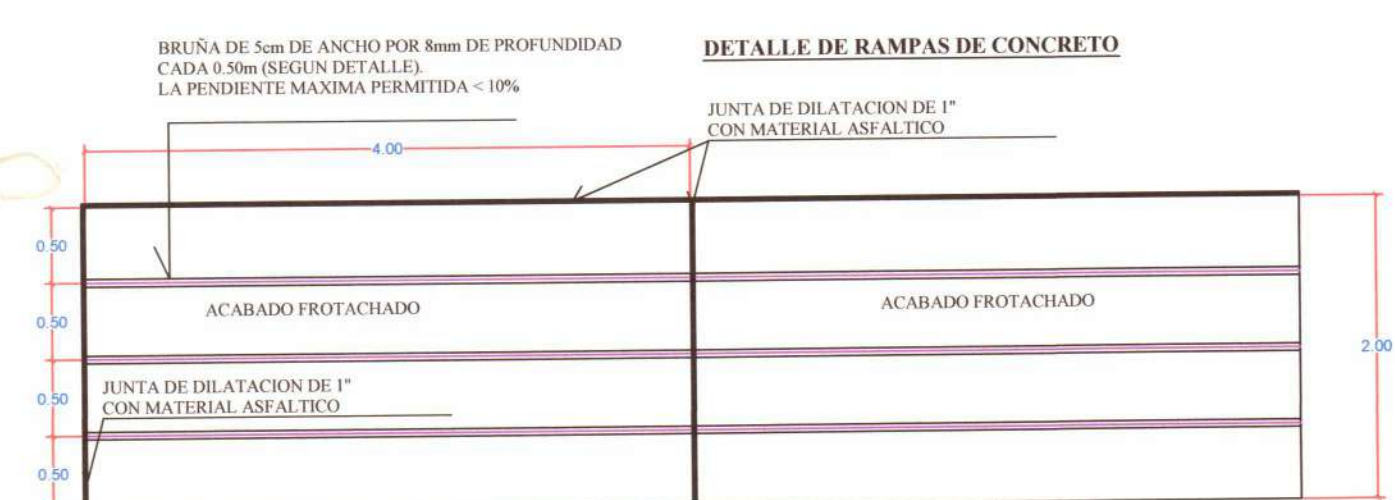 DETALLE DE RAMPAS DE CONCRETO
BRUÑA DE 5cm DE ANCHO POR 8mm DE PROFUNDIDAD
CADA 0.50m (SEGUN DETALLE).
LA PENDIENTE MAXIMA PERMITIDA < 10%
JUNTA DE DILATACION DE 1"
CON MATERIAL ASFALTICO
4.00
0.50
ACABADO FROTACHADO
ACABADO FROTACHADO
0.50
2.00
JUNTA DE DILATACION DE 1"
CON MATERIAL ASFALTICO
0.50
0.50